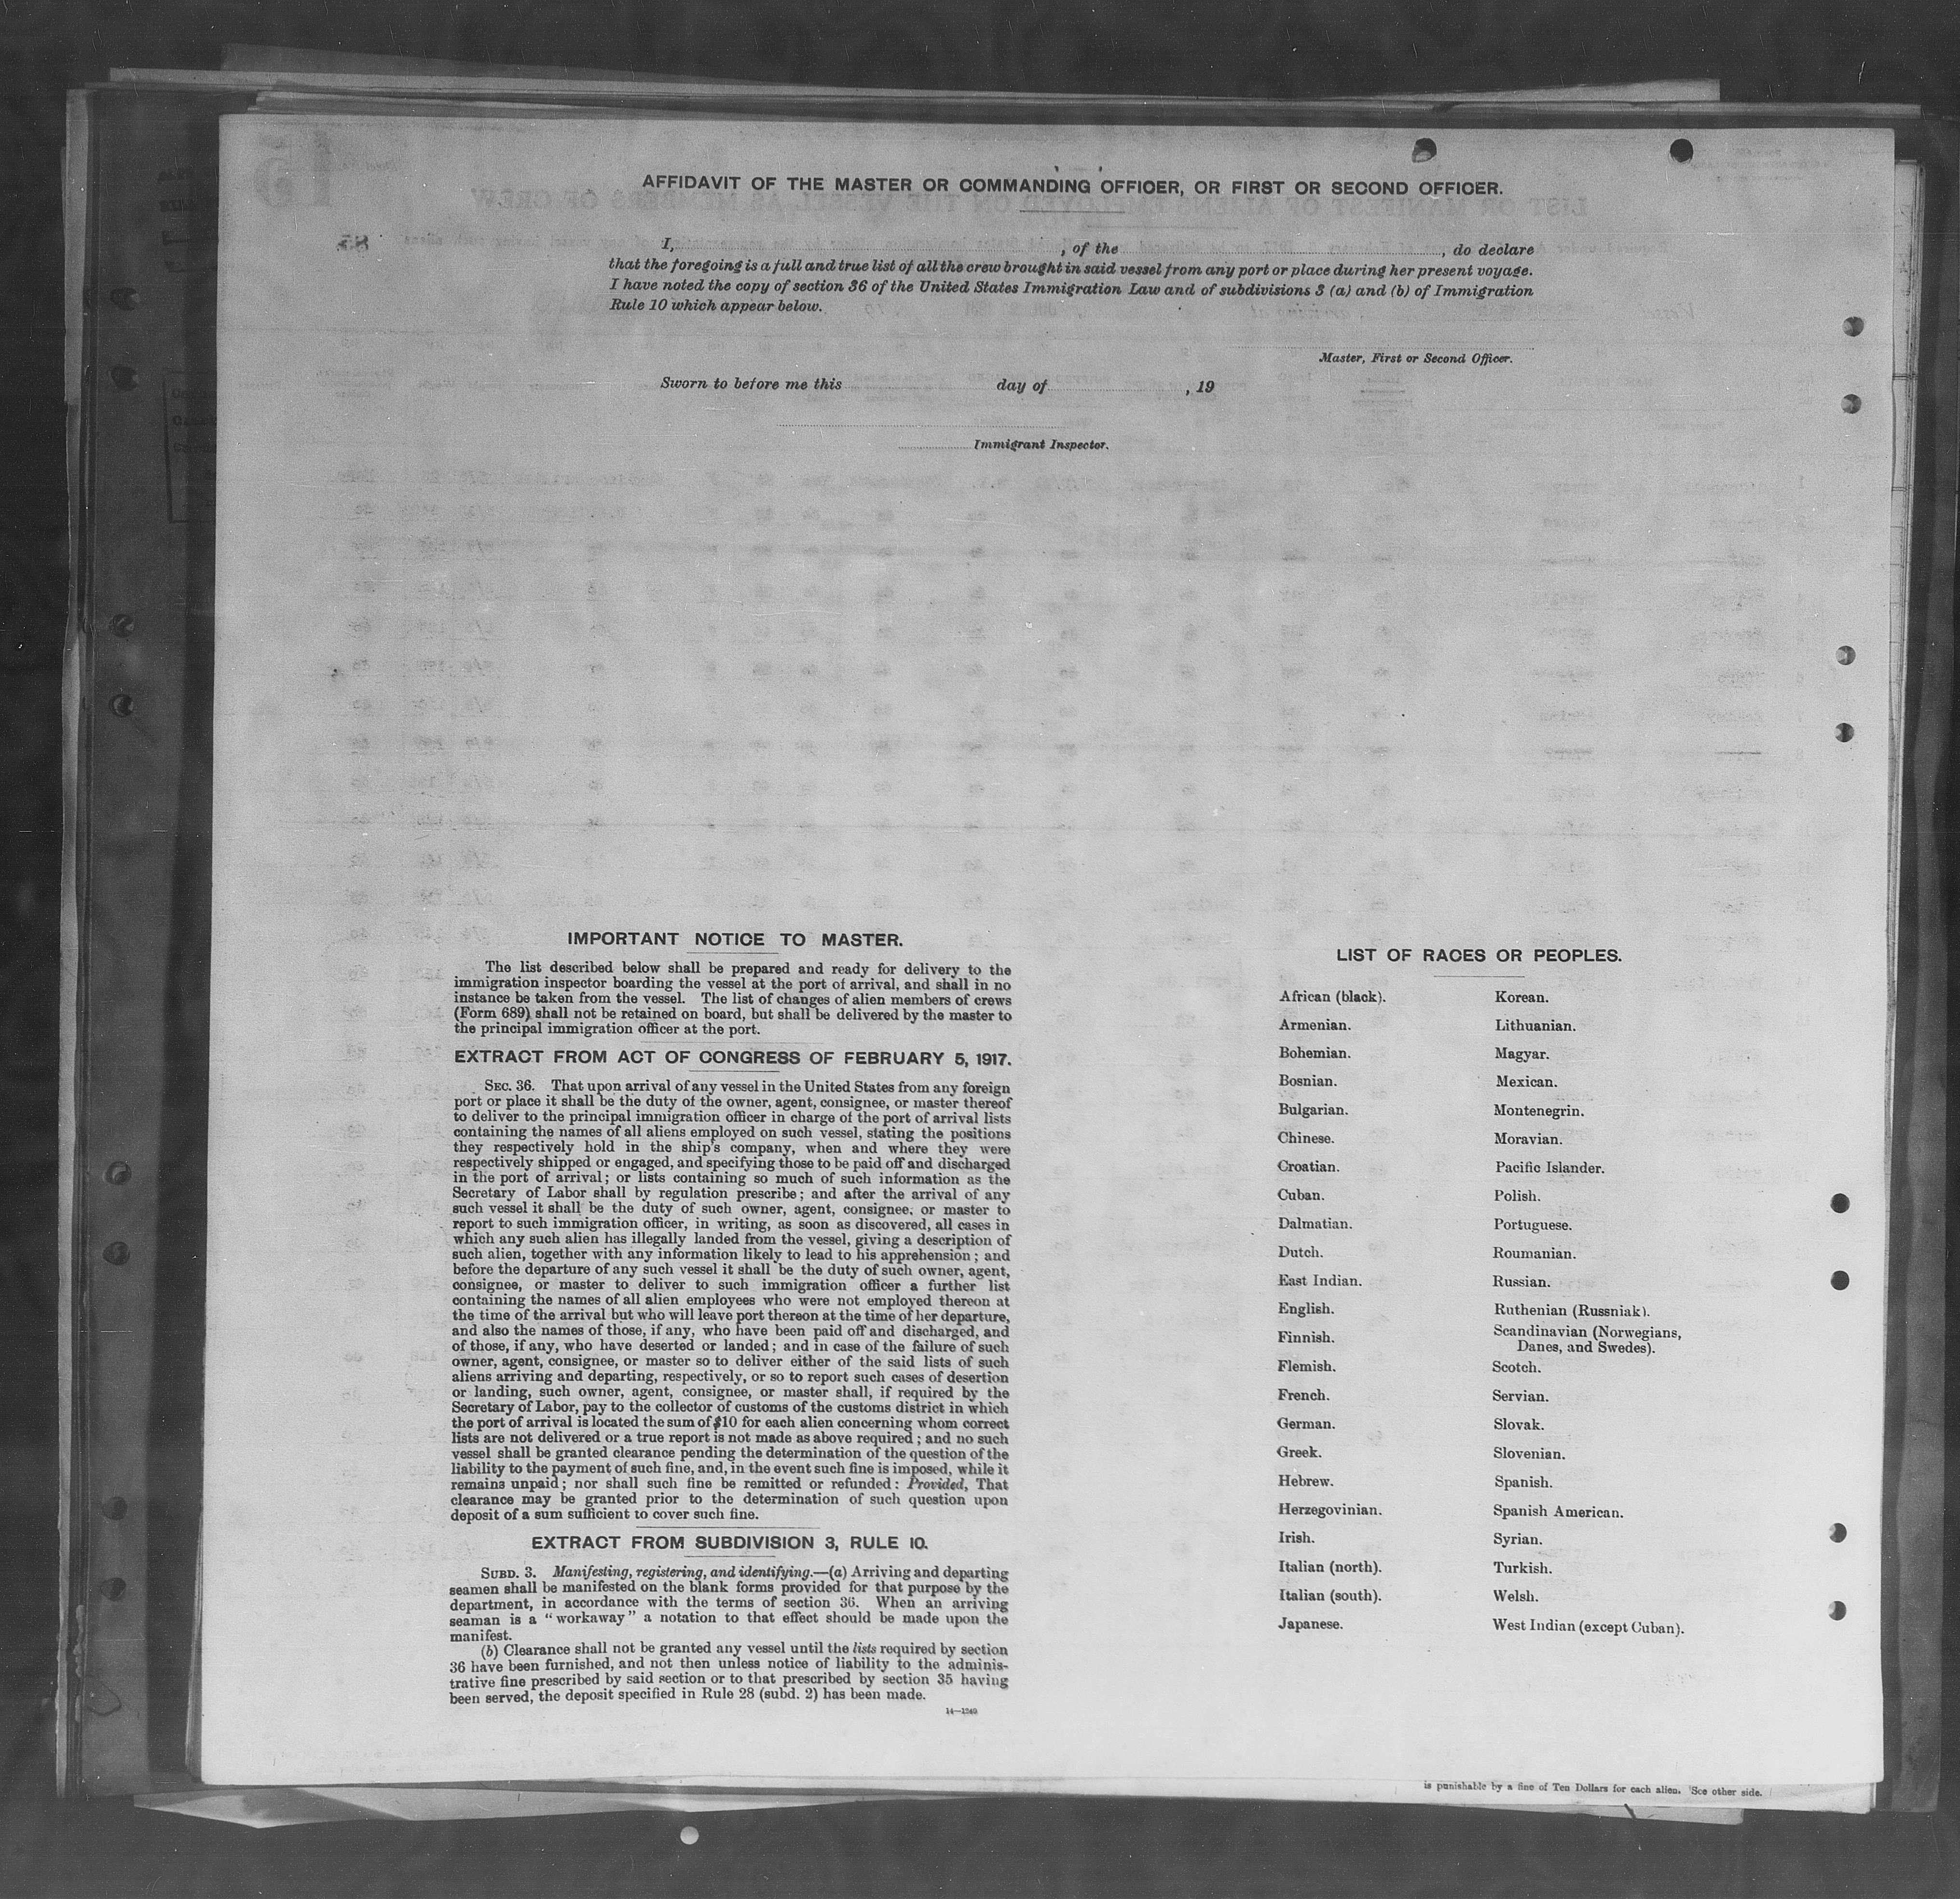 AFFIDAVIT OF THE MASTER OR COMMANDING OFFICER, OR FIRST OR SECOND OFFICER.
I, , of the , do declare
that the foregoing is a full and true list of all the crew brought in said vessel from any port or place during her present voyage.
I have noted the copy of section 36 of the United States Immigration Law and of subdivisions 3 (a) and (b) of Immigration
Rule 10 which appear below.
Master, First or Second Officer.
Sworn to before me this day of , 19
Immigrant Inspector.
IMPORTANT NOTICE TO MASTER.
The list described below shall be prepared and ready for delivery to the
immigration inspector boarding the vessel at the port of arrival, and shall in no
instance be taken from the vessel. The list of changes of alien members of crews
(Form 689) shall not be retained on board, but shall be delivered by the master to
the principal immigration officer at the port.
EXTRACT FROM ACT OF CONGRESS OF FEBRUARY 5, 1917.
SEC. 36. That upon arrival of any vessel in the United States from any foreign
port or place it shall be the duty of the owner, agent, consignee, or master thereof
to deliver to the principal immigration officer in charge of the port of arrival lists
containing the names of all aliens employed on such vessel, stating the positions
they respectively hold in the ship's company, when and where they were
respectively shipped or engaged, and specifying those to be paid off and discharged
in the port of arrival; or lists containing so much of such information as the
Secretary of Labor shall by regulation prescribe; and after the arrival of any
such vessel it shall be the duty of such owner, agent, consignee, or master to
report to such immigration officer, in writing, as soon as discovered, all cases in
which any such alien has illegally landed from the vessel, giving a description of
such alien, together with any information likely to lead to his apprehension; and
before the departure of any such vessel it shall be the duty of such owner, agent,
consignee, or master to deliver to such immigration officer a further list
containing the names of all alien employees who were not employed thereon at
the time of the arrival but who will leave port thereon at the time of her departure,
and also the names of those, if any, who have been paid off and discharged, and
of those, if any, who have deserted or landed; and in case of the failure of such
owner, agent, consignee, or master so to deliver either of the said lists of such
aliens arriving and departing, respectively, or so to report such cases of desertion
or landing, such owner, agent, consignee, or master shall, if required by the
Secretary of Labor, pay to the collector of customs of the customs district in which
the port of arrival is located the sum of $10 for each alien concerning whom correct
lists are not delivered or a true report is not made as above required; and no such
vessel shall be granted clearance pending the determination of the question of the
liability to the payment of such fine, and, in the event such fine is imposed, while it
remains unpaid; nor shall such fine be remitted or refunded: Provided, That
clearance may be granted prior to the determination of such question upon
deposit of a sum sufficient to cover such fine.
EXTRACT FROM SUBDIVISION 3, RULE 10.
SUBD. 3. Manifesting, registering, and identifying.—(a) Arriving and departing
seamen shall be manifested on the blank forms provided for that purpose by the
department, in accordance with the terms of section 36. When an arriving
seaman is a "workaway" a notation to that effect should be made upon the
manifest.
(b) Clearance shall not be granted any vessel until the lists required by section
36 have been furnished, and not then unless notice of liability to the adminis-
trative fine prescribed by said section or to that prescribed by section 35 having
been served, the deposit specified in Rule 28 (subd. 2) has been made.
14—1240
LIST OF RACES OR PEOPLES.
African (black).
Armenian.
Bohemian.
Bosnian.
Bulgarian.
Chinese.
Croatian.
Cuban.
Dalmatian.
Dutch.
East Indian.
English.
Finnish.
Flemish.
French.
German.
Greek.
Hebrew.
Herzegovinian.
Irish.
Italian (north).
Italian (south).
Japanese.
Korean.
Lithuanian.
Magyar.
Mexican.
Montenegrin.
Moravian.
Pacific Islander.
Polish.
Portuguese.
Roumanian.
Russian.
Ruthenian (Russniak).
Scandinavian (Norwegians,
Danes, and Swedes).
Scotch.
Servian.
Slovak.
Slovenian.
Spanish.
Spanish American.
Syrian.
Turkish.
Welsh.
West Indian (except Cuban).
is punishable by a fine of Ten Dollars for each alien. See other side.